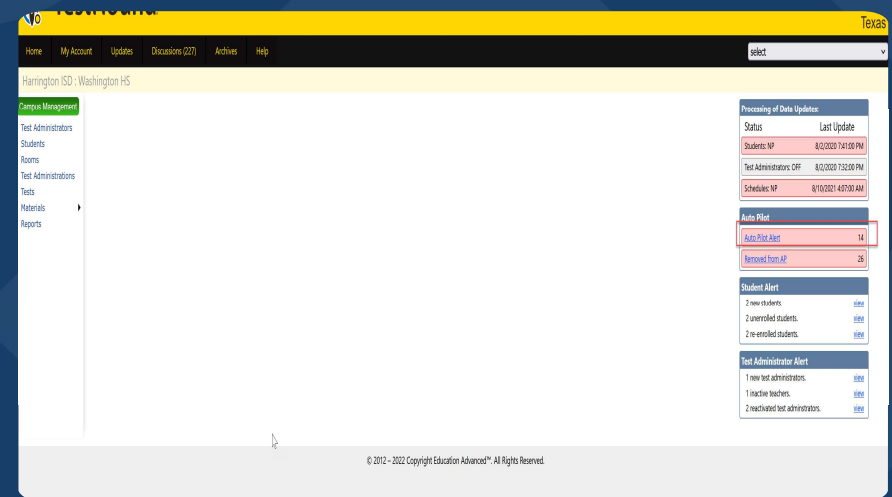 Texas
Home My Account Updates Discussions (227) Archives Help select
Harrington ISD : Washington HS
Campus Management
Test Administrators
Students
Rooms
Test Administrations
Tests
Materials
Reports
Processing of Data Updates:
Status Last Update
Students: NP 8/2/2020 7:41:00 PM
Test Administrators: OFF 8/2/2020 7:32:00 PM
Schedules: NP 8/10/2021 4:07:00 AM
Auto Pilot
Auto Pilot Alert 14
Removed from AP 26
Student Alert
2 new students. view
2 unenrolled students. view
2 re-enrolled students. view
Test Administrator Alert
1 new test administrators. view
1 inactive teachers. view
2 reactivated test adminstrators. view
© 2012 – 2022 Copyright Education Advanced™. All Rights Reserved.